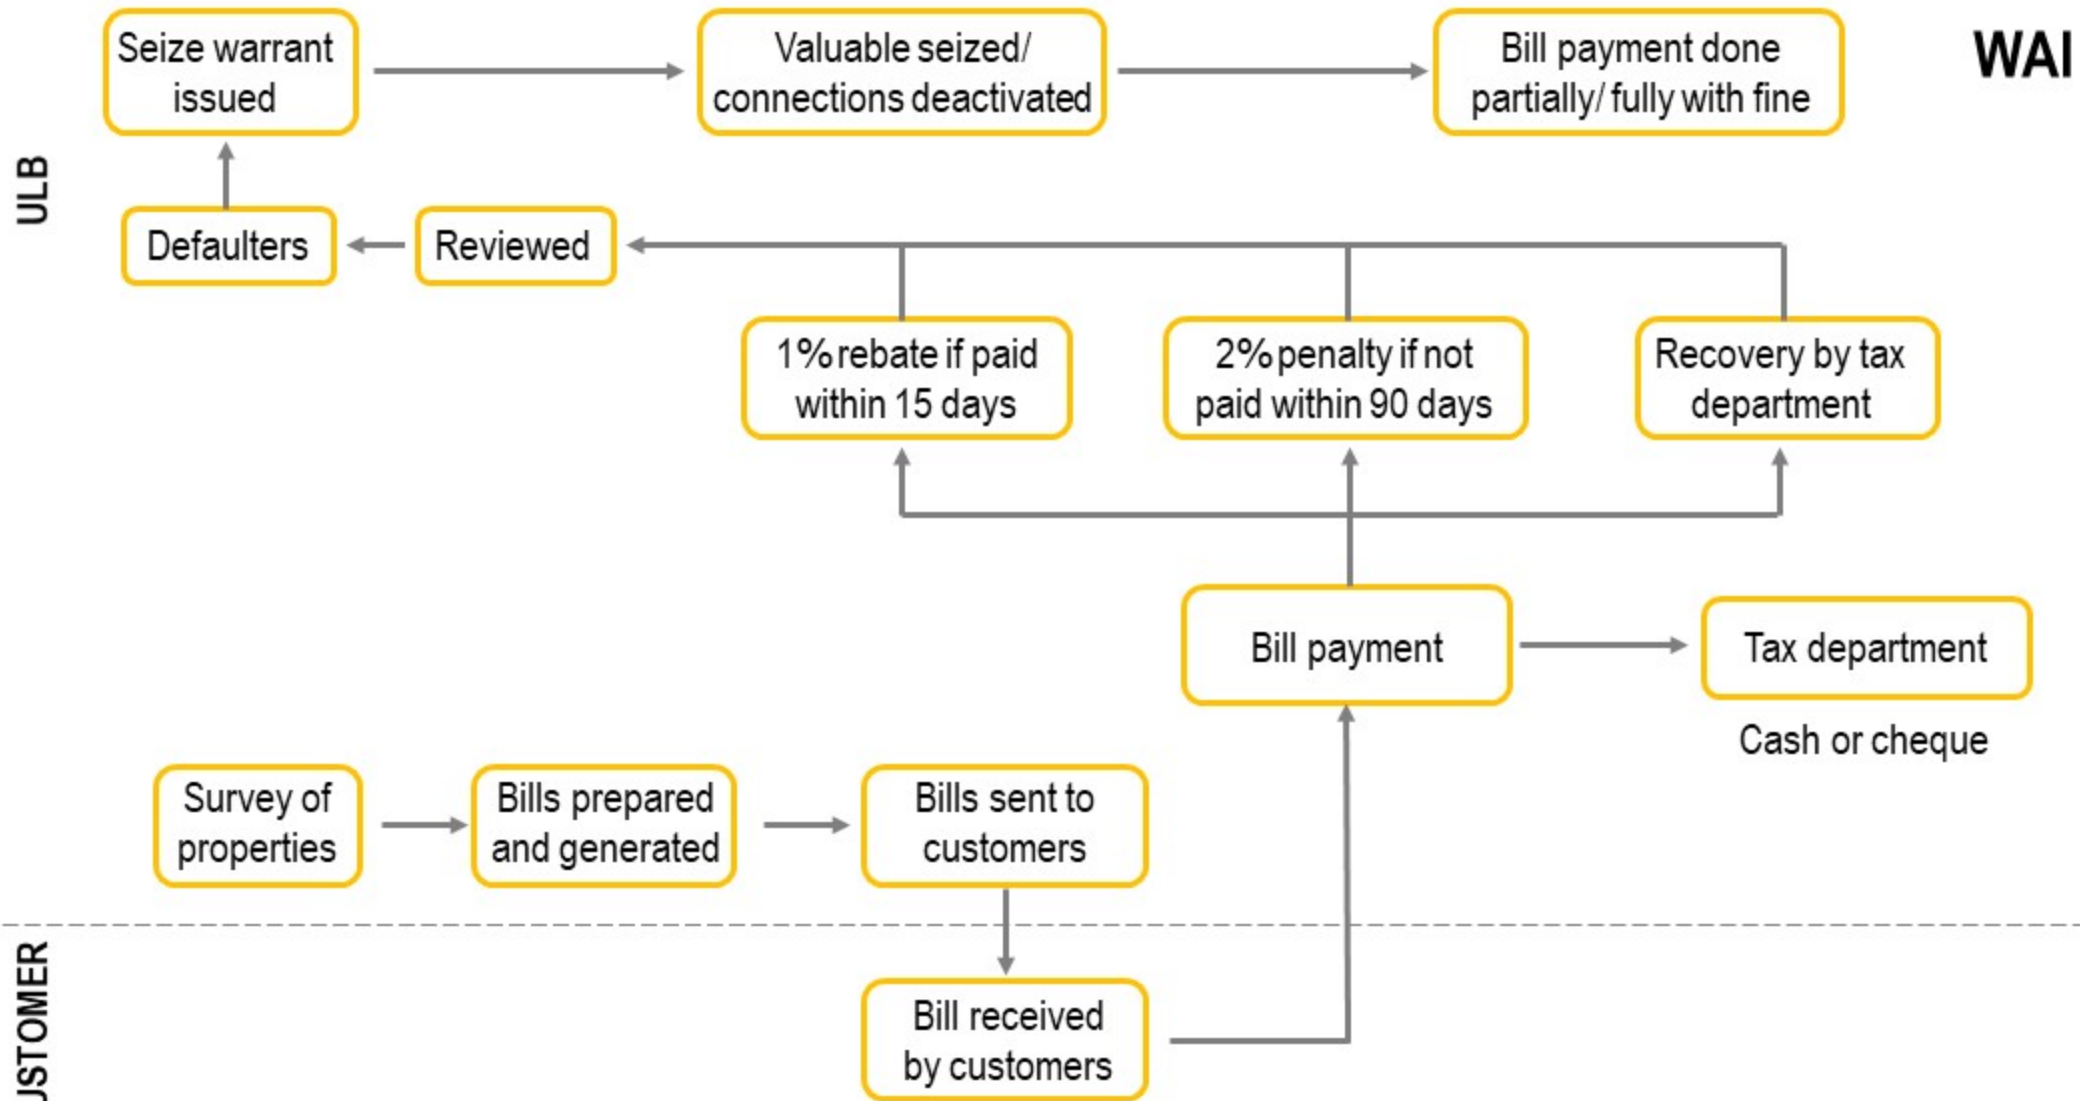 Seize warrant
issued
Valuable seized/
connections deactivated
Bill payment done
partially/ fully with fine
WAI
ULB
Defaulters
Reviewed
1% rebate if paid
within 15 days
2% penalty if not
paid within 90 days
Recovery by tax
department
Bill payment
Tax department
Cash or cheque
Survey of
properties
Bills prepared
and generated
Bills sent to
customers
USTOMER
Bill received
by customers